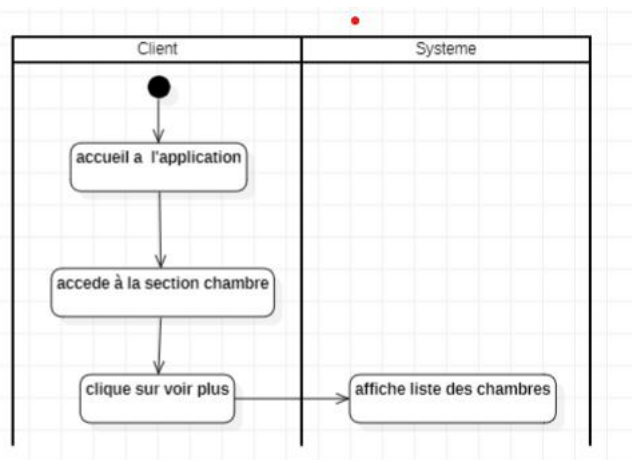 Client
Systeme
accueil a l'application
accede à la section chambre
clique sur voir plus
affiche liste des chambres